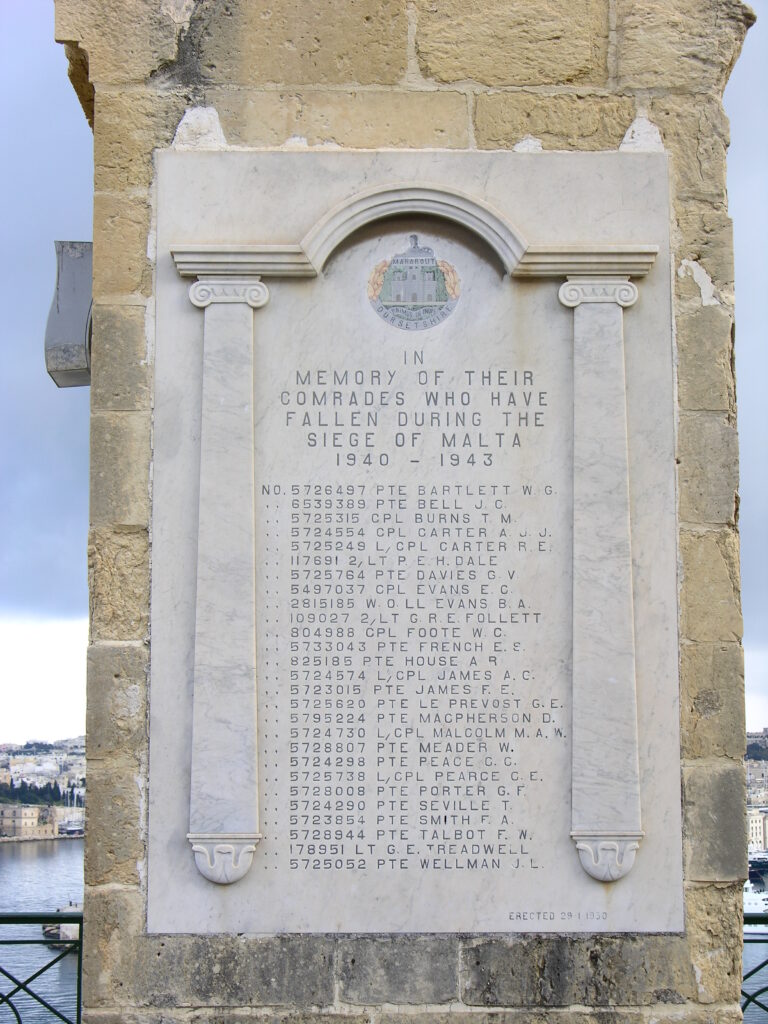 MARABOUT
DORSETSHIRE
IN
MEMORY OF THEIR
COMRADES WHO HAVE
FALLEN DURING THE
SIEGE OF MALTA
1940 - 1943
NO. 5726497 PTE BARTLETT W. G.
.. 6539389 PTE BELL J. C.
.. 5725315 CPL BURNS T. M.
.. 5724554 CPL CARTER A. J. J.
.. 5725249 L/CPL CARTER R. E.
.. 117691 2/LT P. E. H. DALE
.. 5725764 PTE DAVIES G. V.
.. 5497037 CPL EVANS E. C.
.. 2815185 W. O. LL EVANS B. A.
.. 109027 2/LT G. R. E. FOLLETT
.. 804988 CPL FOOTE W. C.
.. 5733043 PTE FRENCH E. S.
.. 825185 PTE HOUSE A. R.
.. 5724574 L/CPL JAMES A. G.
.. 5723015 PTE JAMES F. E.
.. 5725620 PTE LE PREVOST G. E.
.. 5795224 PTE MACPHERSON D.
.. 5724730 L/CPL MALCOLM M. A. W.
.. 5728807 PTE MEADER W.
.. 5724298 PTE PEACE C. G.
.. 5725738 L/CPL PEARCE C. E.
.. 5728008 PTE PORTER G. F.
.. 5724290 PTE SEVILLE T.
.. 5723854 PTE SMITH F. A.
.. 5728944 PTE TALBOT F. W.
.. 178951 LT G. E. TREADWELL
.. 5725052 PTE WELLMAN J. L.
ERECTED 29 1 1950